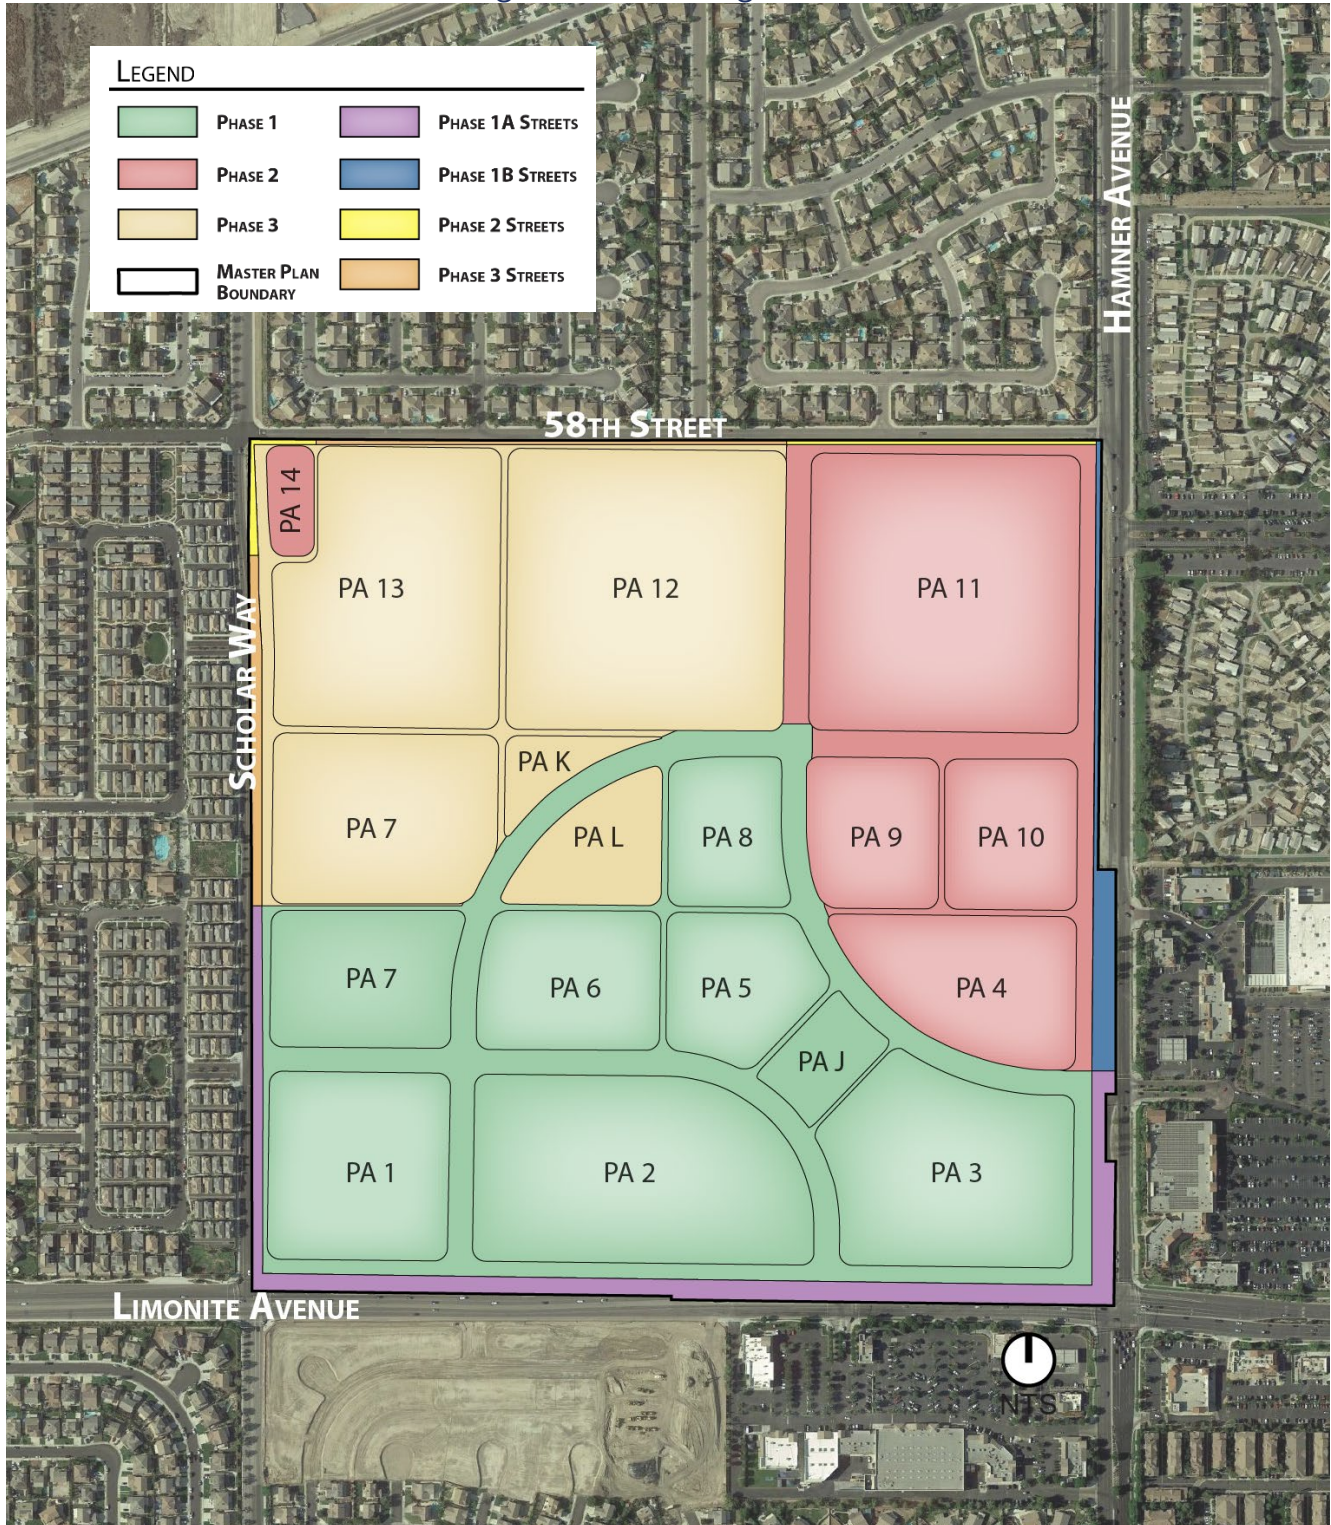 LEGEND
PHASE 1
PHASE 1A STREETS
PHASE 2
PHASE 1B STREETS
PHASE 3
PHASE 2 STREETS
MASTER PLAN
BOUNDARY
PHASE 3 STREETS
HAMNER AVENUE
58TH STREET
PA 14
PA 13
PA 12
PA 11
SCHOLAR WAY
PA K
PA 7
PA L
PA 8
PA 9
PA 10
PA 7
PA 6
PA 5
PA 4
PA J
PA 1
PA 2
PA 3
LIMONITE AVENUE
NTS